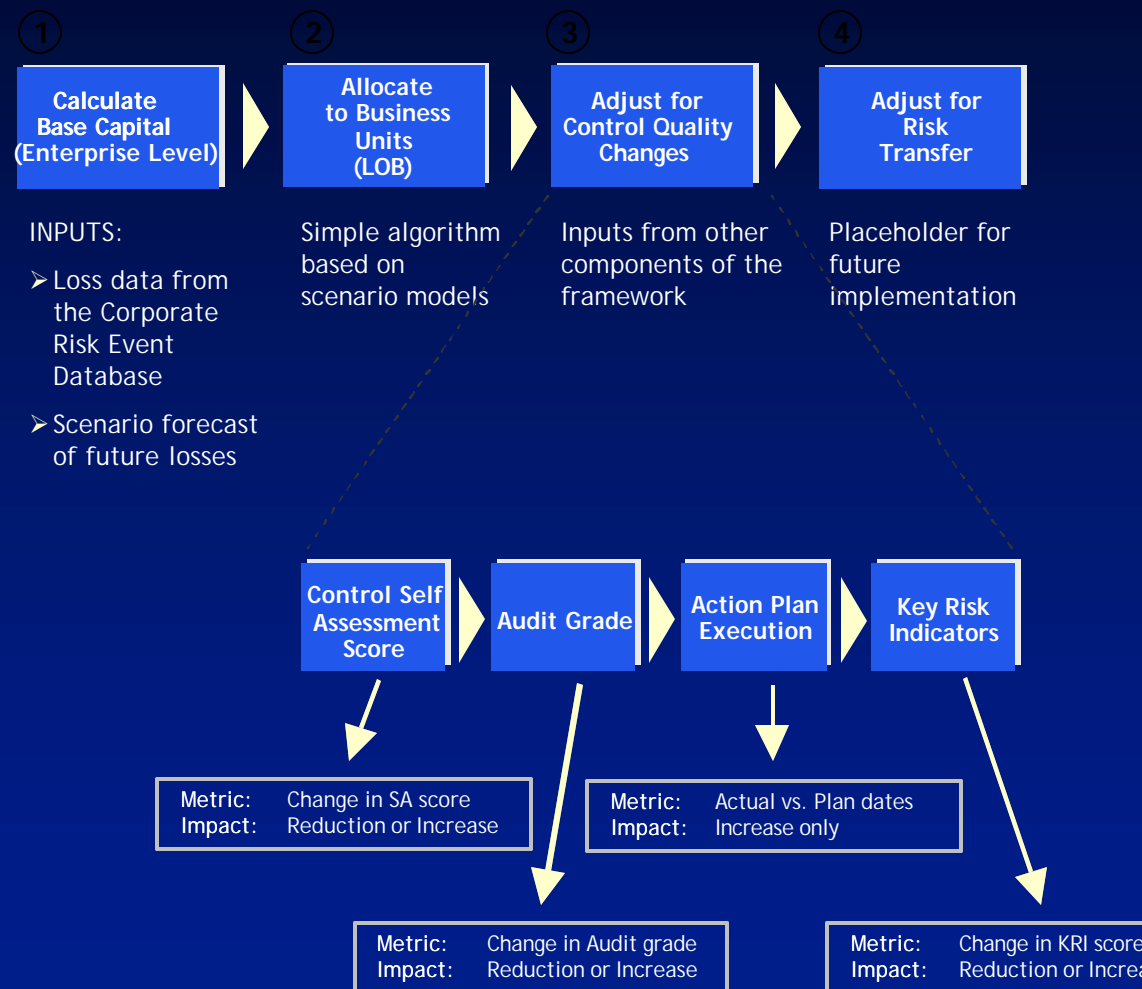 1
2
3
4
Calculate
Base Capital
(Enterprise Level)
Allocate
to Business
Units
(LOB)
Adjust for
Control Quality
Changes
Adjust for
Risk
Transfer
INPUTS:
➢ Loss data from
the Corporate
Risk Event
Database
➢ Scenario forecast
of future losses
Simple algorithm
based on
scenario models
Inputs from other
components of the
framework
Placeholder for
future
implementation
Control Self
Assessment
Score
Audit Grade
Action Plan
Execution
Key Risk
Indicators
Metric: Change in SA score
Impact: Reduction or Increase
Metric: Actual vs. Plan dates
Impact: Increase only
Metric: Change in Audit grade
Impact: Reduction or Increase
Metric: Change in KRI score
Impact: Reduction or